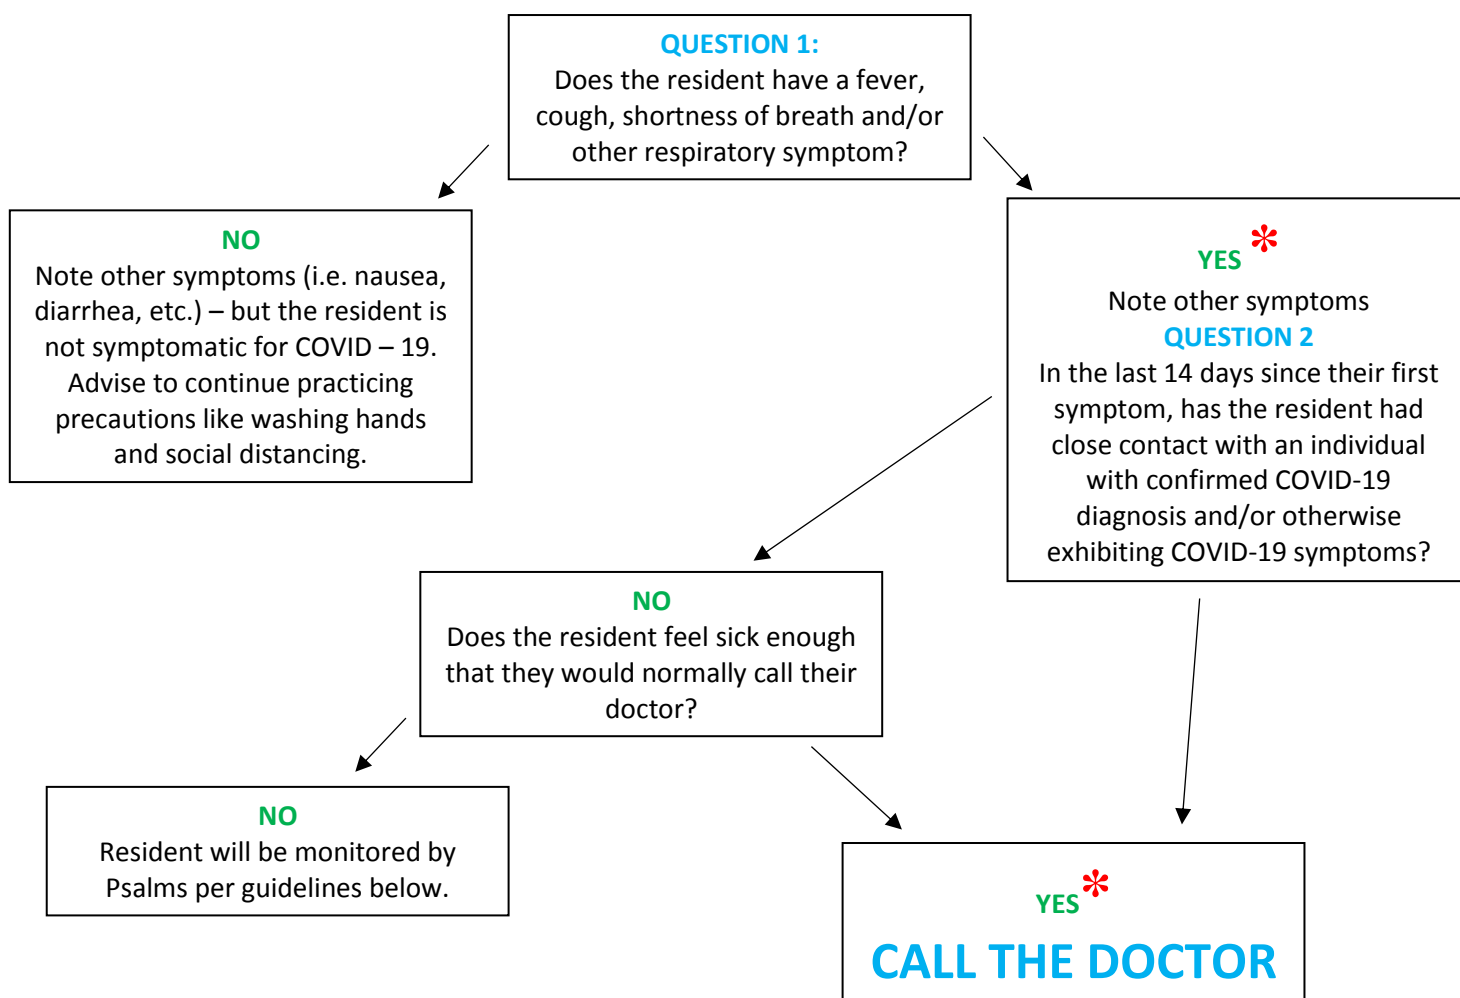 QUESTION 1:
Does the resident have a fever,
cough, shortness of breath and/or
other respiratory symptom?
NO
Note other symptoms (i.e. nausea,
diarrhea, etc.) – but the resident is
not symptomatic for COVID – 19.
Advise to continue practicing
precautions like washing hands
and social distancing.
YES *
Note other symptoms
QUESTION 2
In the last 14 days since their first
symptom, has the resident had
close contact with an individual
with confirmed COVID-19
diagnosis and/or otherwise
exhibiting COVID-19 symptoms?
NO
Does the resident feel sick enough
that they would normally call their
doctor?
NO
Resident will be monitored by
Psalms per guidelines below.
YES *
CALL THE DOCTOR